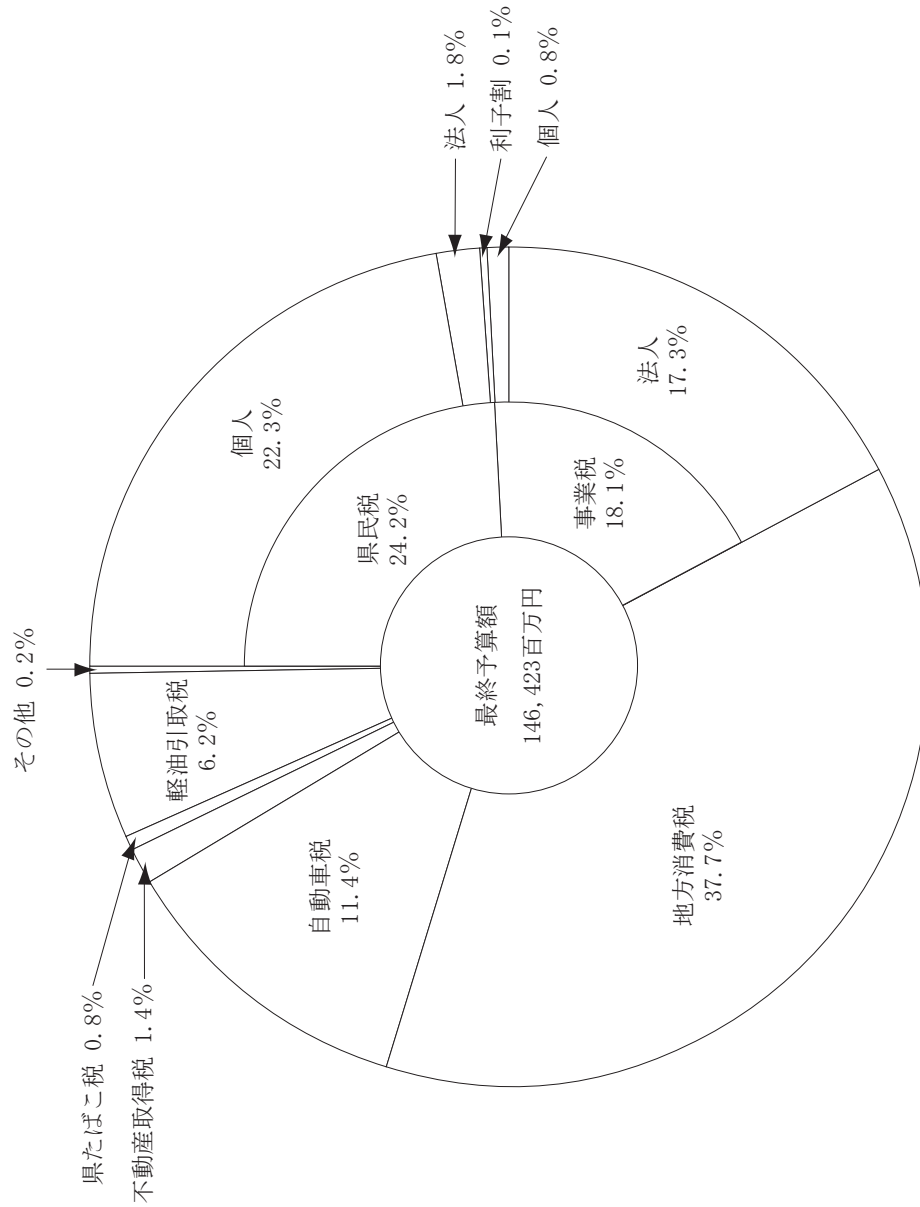 最終予算額
146,423百万円
県民税
24.2%
個人
22.3%
法人 1.8%
利子割 0.1%
個人 0.8%
事業税
18.1%
法人
17.3%
地方消費税
37.7%
自動車税
11.4%
不動産取得税 1.4%
県たばこ税 0.8%
軽油引取税
6.2%
その他 0.2%